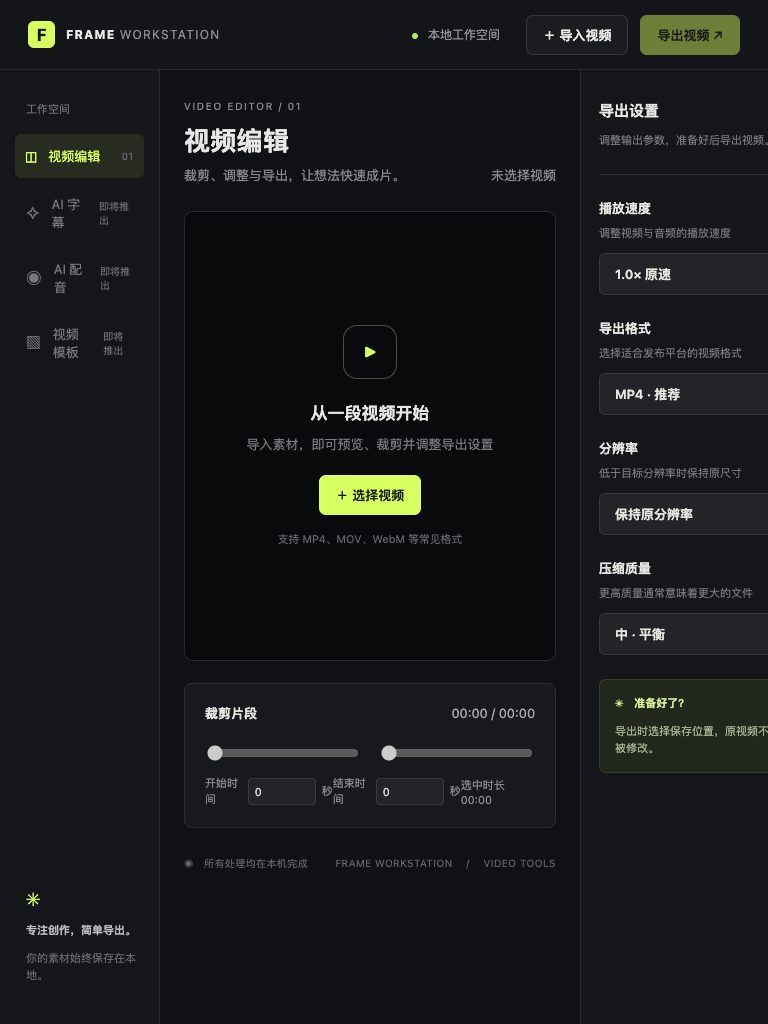 F FRAME WORKSTATION
本地工作空间
+ 导入视频
导出视频 ↗
工作空间
视频编辑 01
AI 字
幕
即将推
出
AI 配
音
即将推
出
视频
模板
即将
推出
专注创作，简单导出。
你的素材始终保存在本
地。
VIDEO EDITOR / 01
视频编辑
裁剪、调整与导出，让想法快速成片。
未选择视频
从一段视频开始
导入素材，即可预览、裁剪并调整导出设置
+ 选择视频
支持 MP4、MOV、WebM 等常见格式
裁剪片段
00:00 / 00:00
开始时
间
0
秒
结束时
间
0
秒
选中时长
00:00
所有处理均在本机完成
FRAME WORKSTATION / VIDEO TOOLS
导出设置
调整输出参数，准备好后导出视频。
播放速度
调整视频与音频的播放速度
1.0× 原速
导出格式
选择适合发布平台的视频格式
MP4 · 推荐
分辨率
低于目标分辨率时保持原尺寸
保持原分辨率
压缩质量
更高质量通常意味着更大的文件
中 · 平衡
准备好了?
导出时选择保存位置，原视频不
被修改。